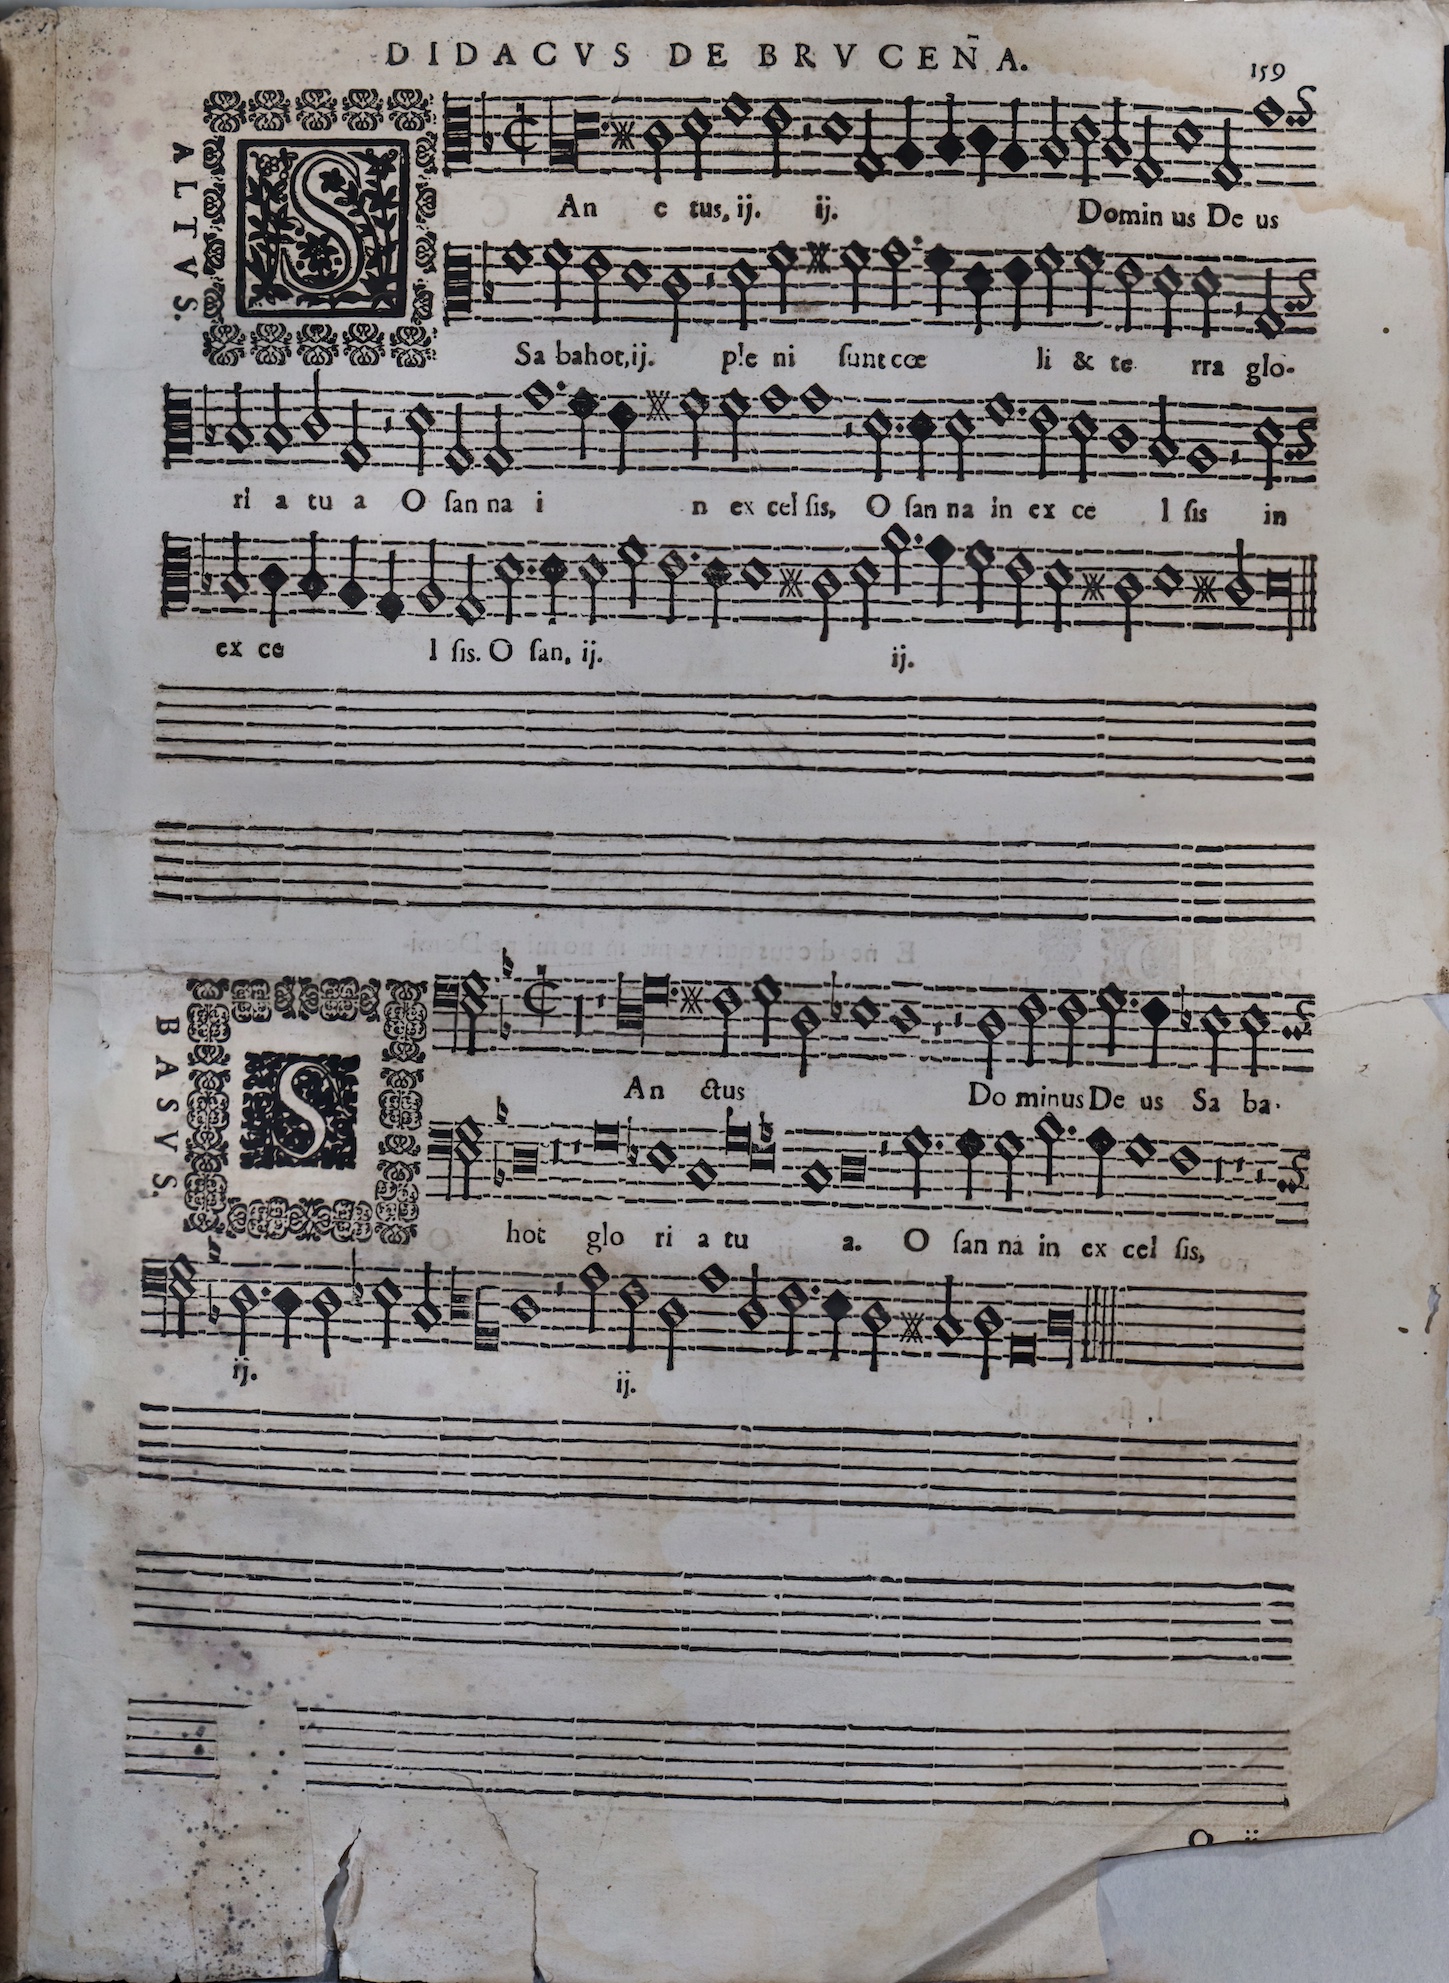 DIDACVS DE BRVCEÑA.
159
ALTVS.
S
An c tus, ij. ij. Domin us De us
Sa bahot, ij. ple ni ſunt cœ li & te rra glo-
ri a tu a O ſan na i n ex cel ſis, O ſan na in ex ce l ſis in
ex ce l ſis. O ſan, ij. ij.
BASVS.
S
An ctus Do minus De us Sa ba-
hot glo ri a tu a. O ſan na in ex cel ſis,
ij. ij.